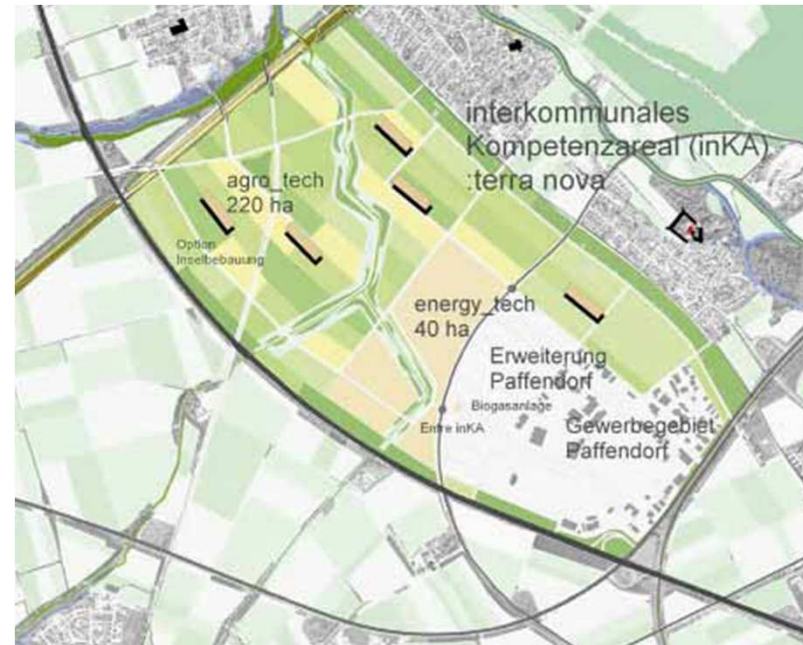 interkommunales
Kompetenzareal (inKA)
:terra nova
agro_tech
220 ha
Option
Inselbebauung
energy_tech
40 ha
Erweiterung
Paffendorf
Biogasanlage
Entre inKA
Gewerbegebiet
Paffendorf